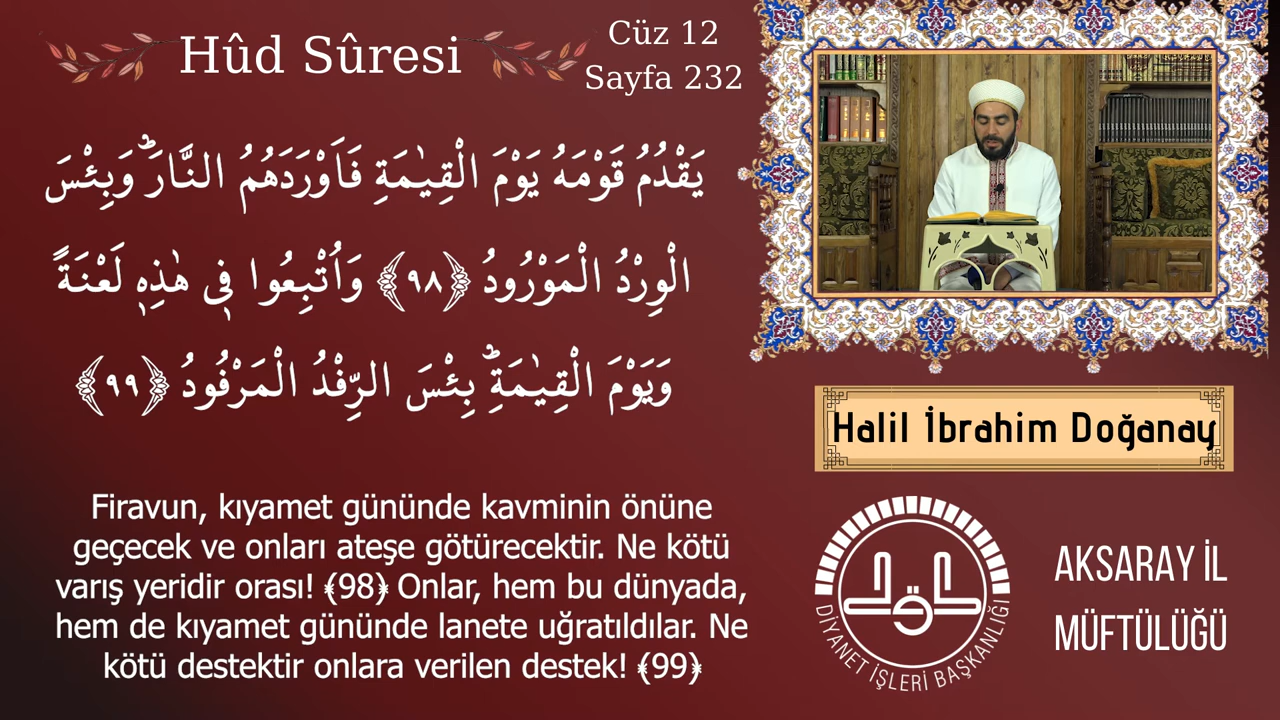 Hûd Sûresi
Cüz 12
Sayfa 232
يَقْدُمُ قَوْمَهُ يَوْمَ الْقِيٰمَةِ فَاَوْرَدَهُمُ النَّارَۜ وَبِئْسَ
الْوِرْدُ الْمَوْرُودُ ﴿٩٨﴾ وَاُتْبِعُوا ف۪ي هٰذِه۪ لَعْنَةً
وَيَوْمَ الْقِيٰمَةِۜ بِئْسَ الرِّفْدُ الْمَرْفُودُ ﴿٩٩﴾
Firavun, kıyamet gününde kavminin önüne
geçecek ve onları ateşe götürecektir. Ne kötü
varış yeridir orası! ﴾98﴿ Onlar, hem bu dünyada,
hem de kıyamet gününde lanete uğratıldılar. Ne
kötü destektir onlara verilen destek! ﴾99﴿
Halil İbrahim Doğanay
DİYANET İŞLERİ BAŞKANLIĞI
AKSARAY İL
MÜFTÜLÜĞÜ